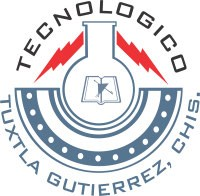 TECNOLOGICO
TUXTLA GUTIERREZ, CHIS.